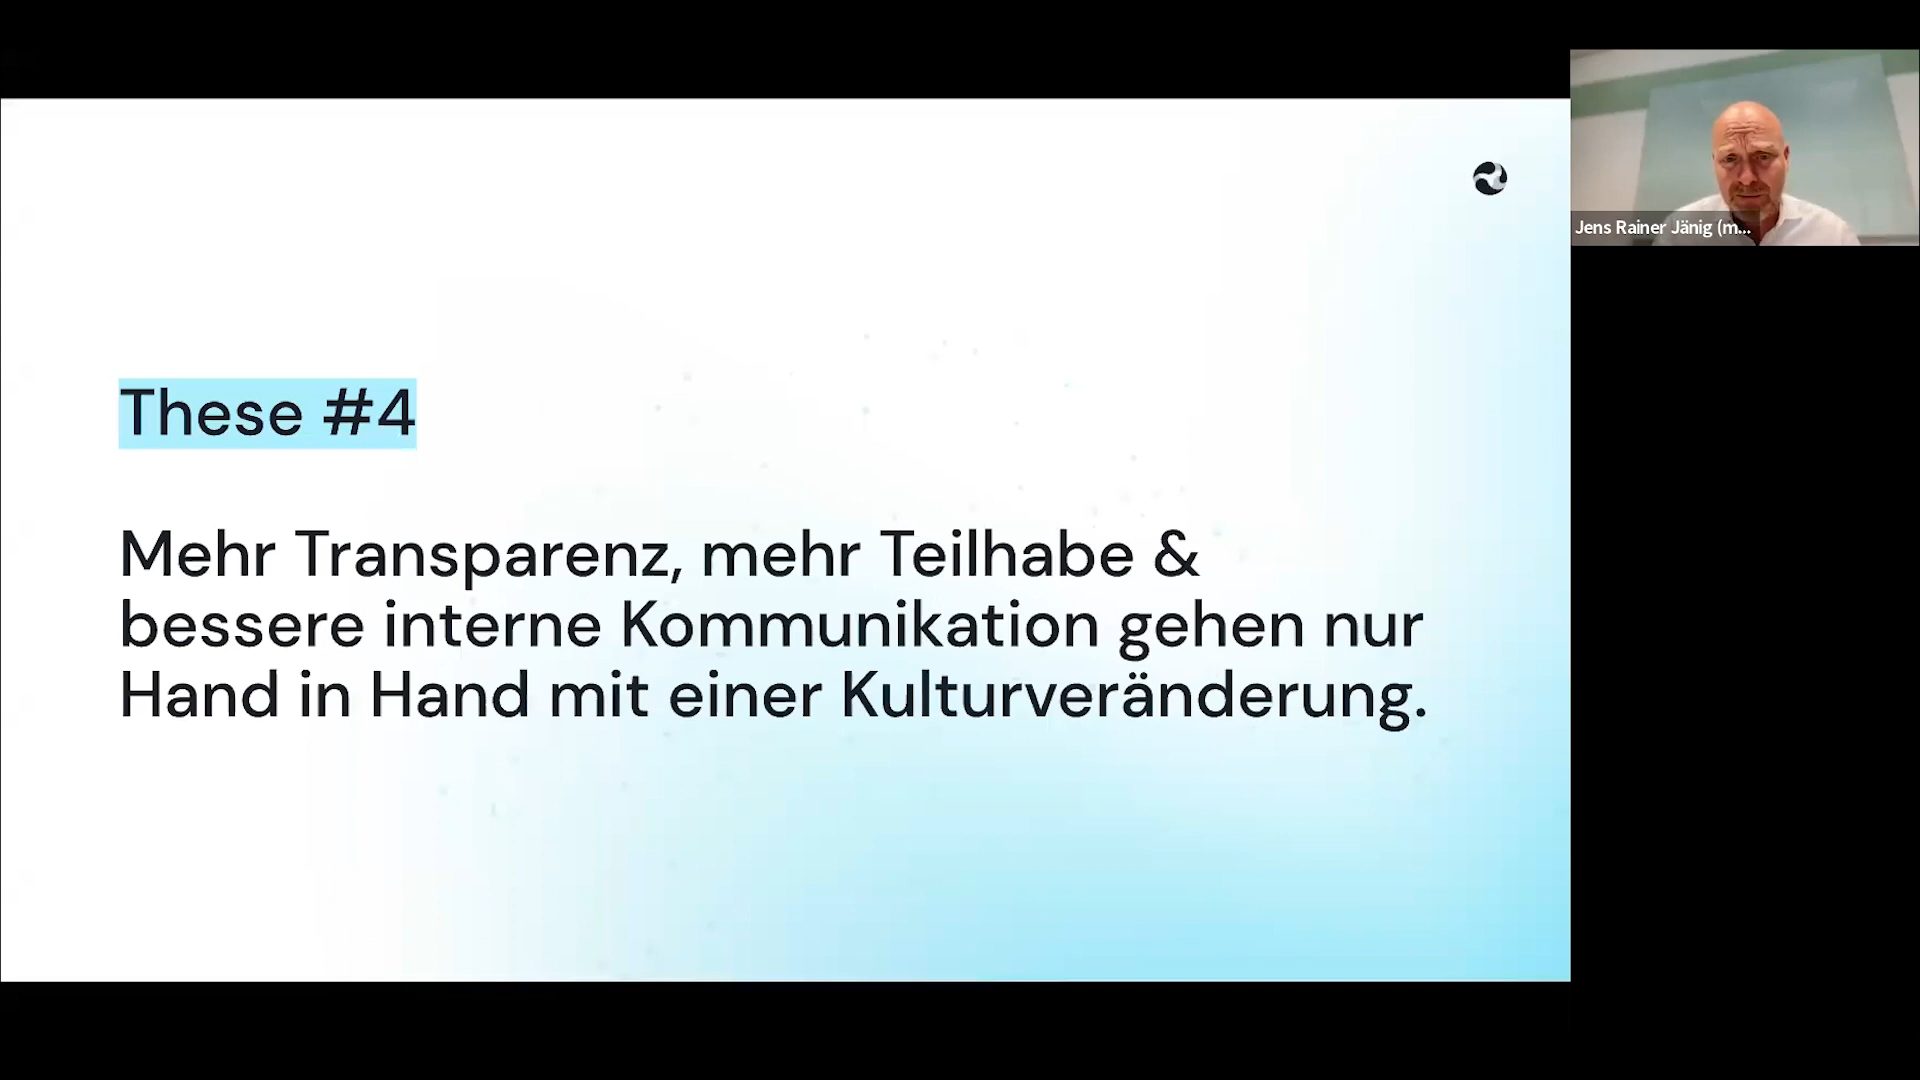 These #4
Mehr Transparenz, mehr Teilhabe &
bessere interne Kommunikation gehen nur
Hand in Hand mit einer Kulturveränderung.
Jens Rainer Jänig (m...